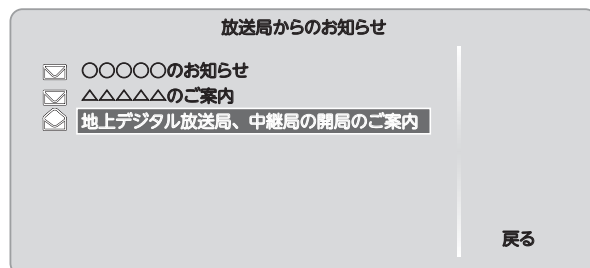 放送局からのお知らせ
○○○○○のお知らせ
△△△△△のご案内
地上デジタル放送局、中継局の開局のご案内
戻る